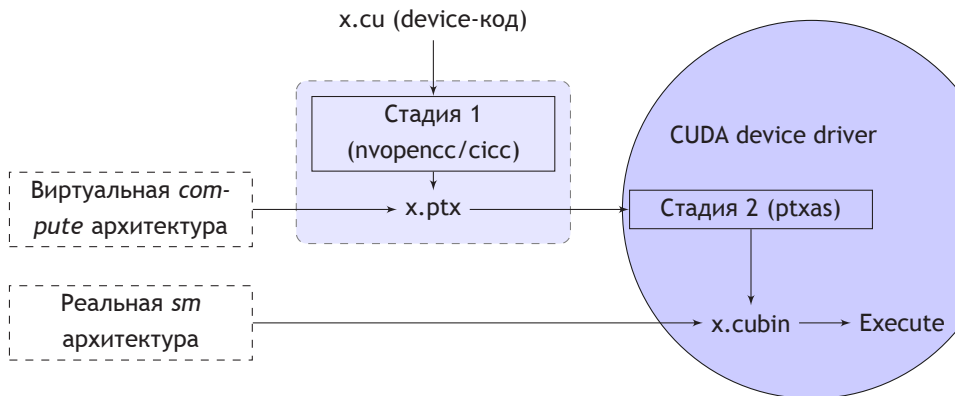 x.cu (device-код)
Стадия 1
(nvopencc/cicc)
CUDA device driver
Виртуальная com-
pute архитектура
x.ptx
Стадия 2 (ptxas)
Реальная sm
архитектура
x.cubin
Execute